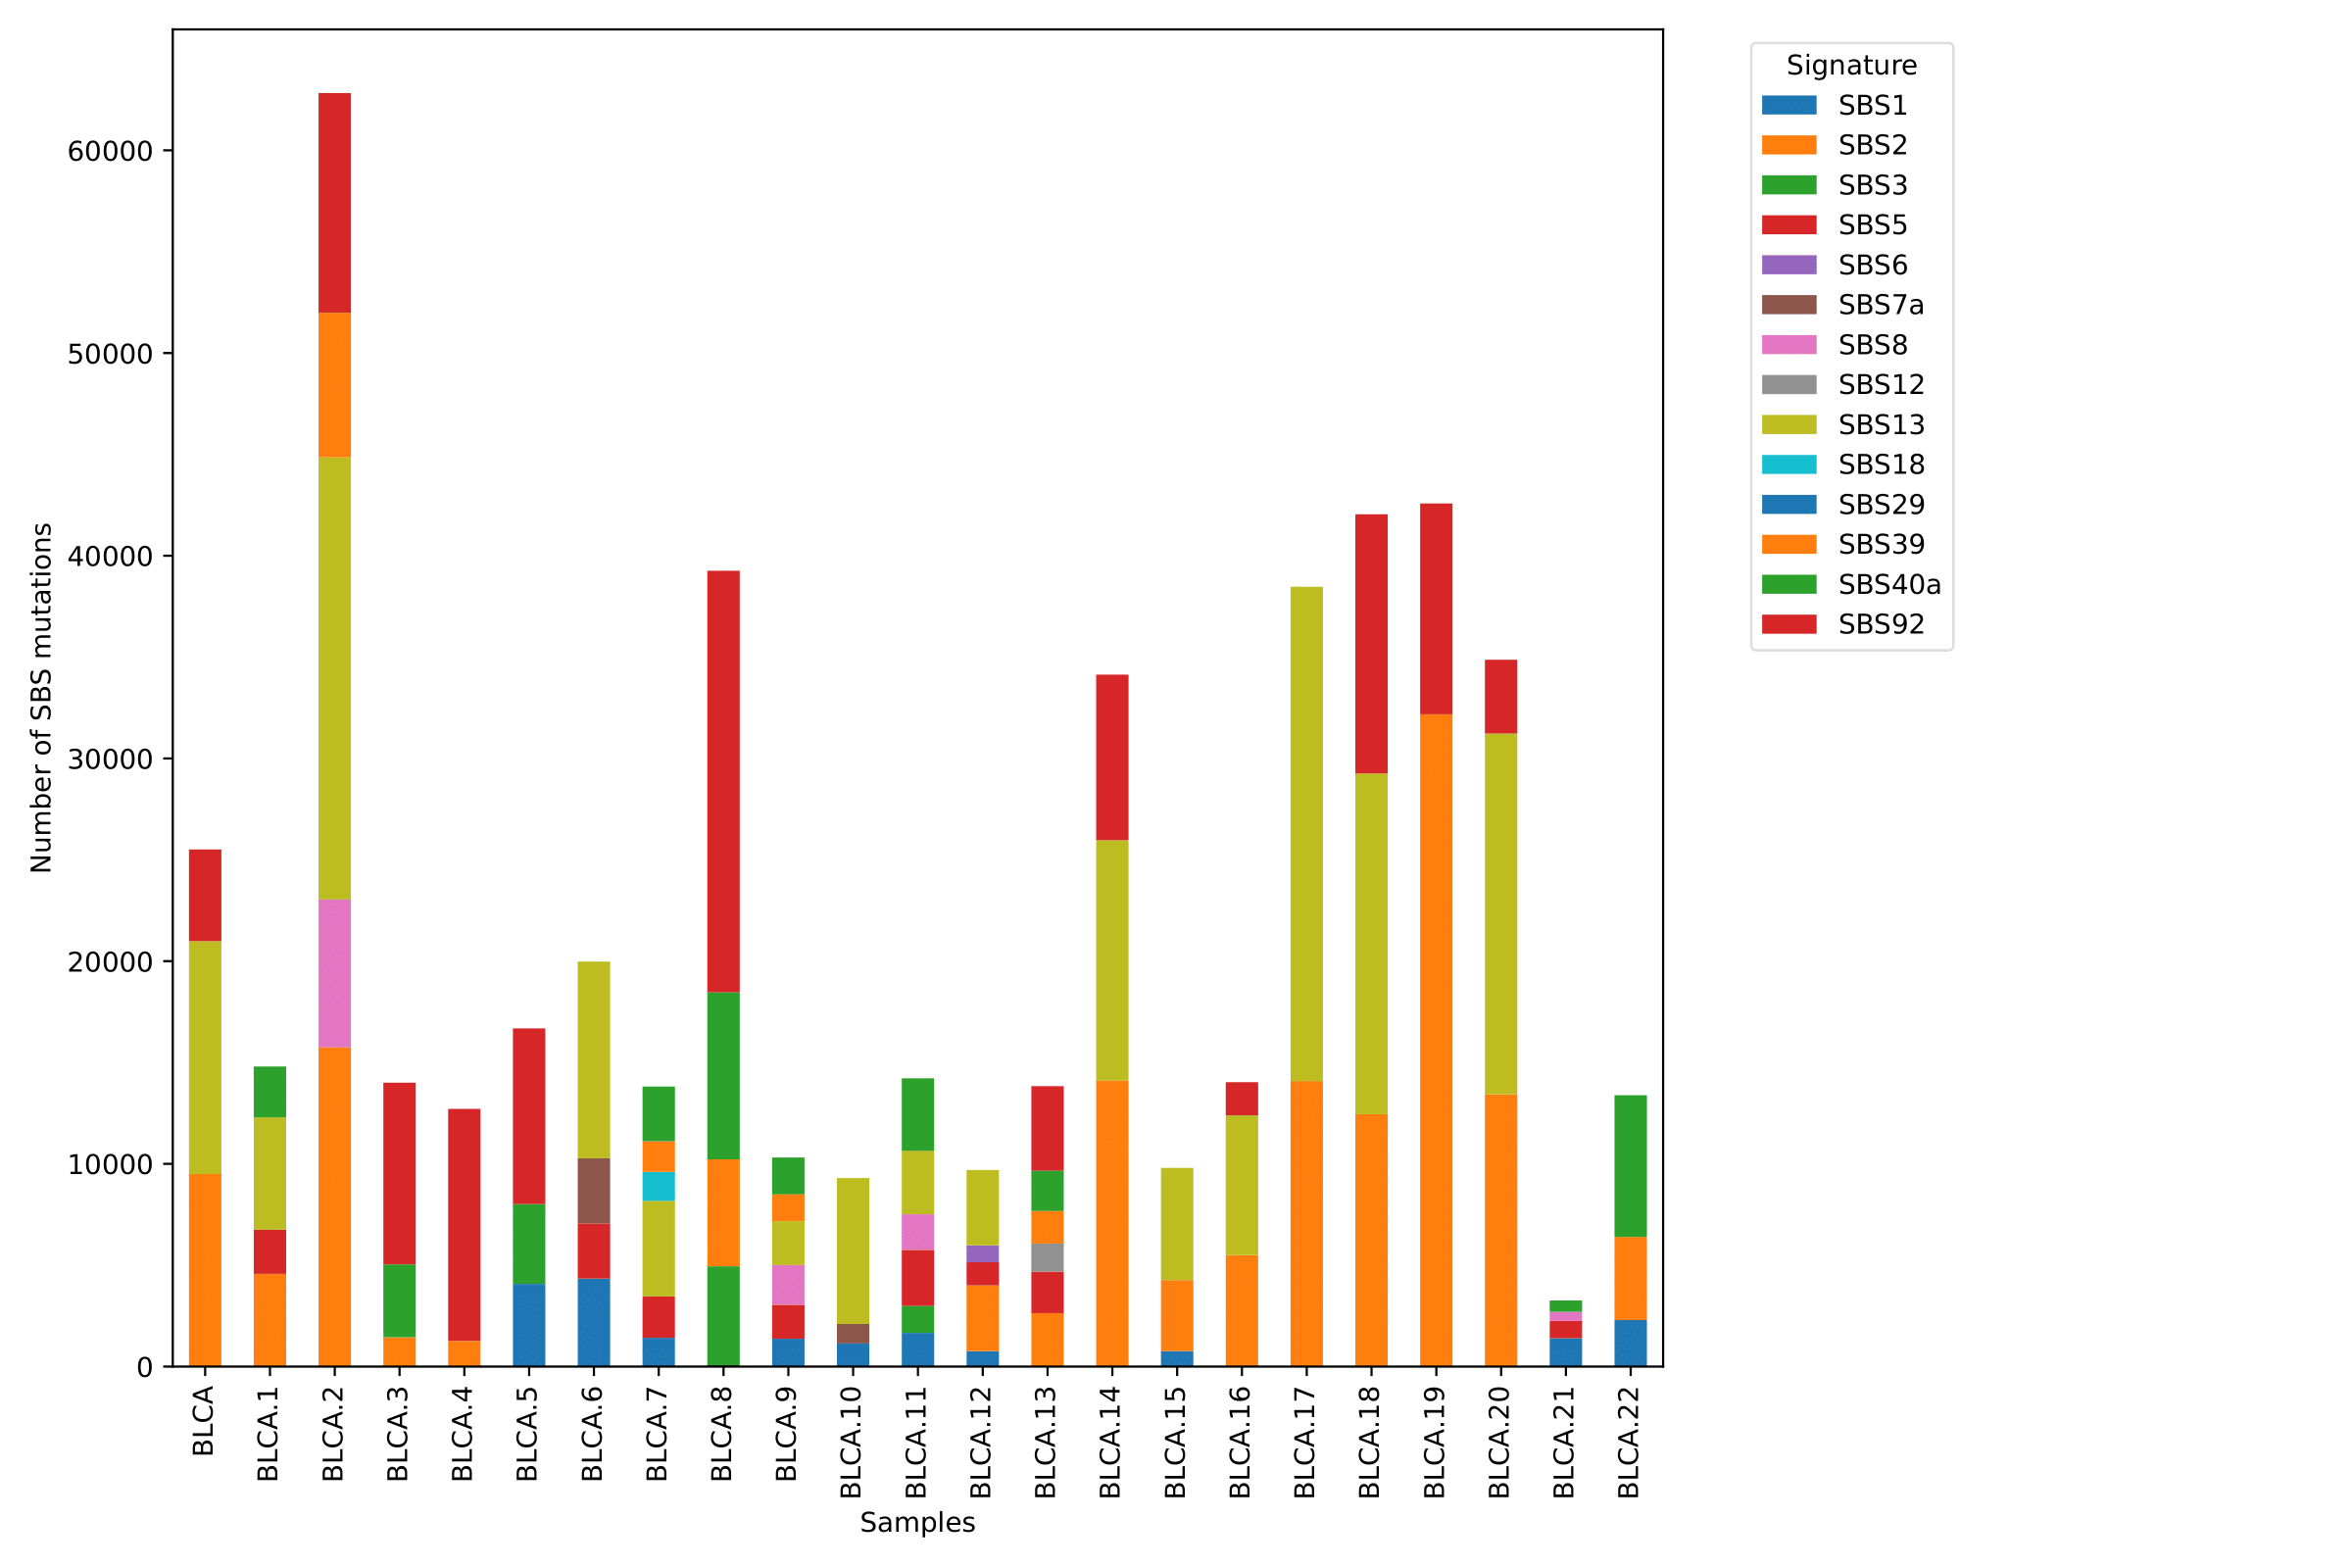 Number of SBS mutations
60000
50000
40000
30000
20000
10000
0
BLCA
BLCA.1
BLCA.2
BLCA.3
BLCA.4
BLCA.5
BLCA.6
BLCA.7
BLCA.8
BLCA.9
BLCA.10
BLCA.11
BLCA.12
BLCA.13
BLCA.14
BLCA.15
BLCA.16
BLCA.17
BLCA.18
BLCA.19
BLCA.20
BLCA.21
BLCA.22
Samples
Signature
SBS1
SBS2
SBS3
SBS5
SBS6
SBS7a
SBS8
SBS12
SBS13
SBS18
SBS29
SBS39
SBS40a
SBS92